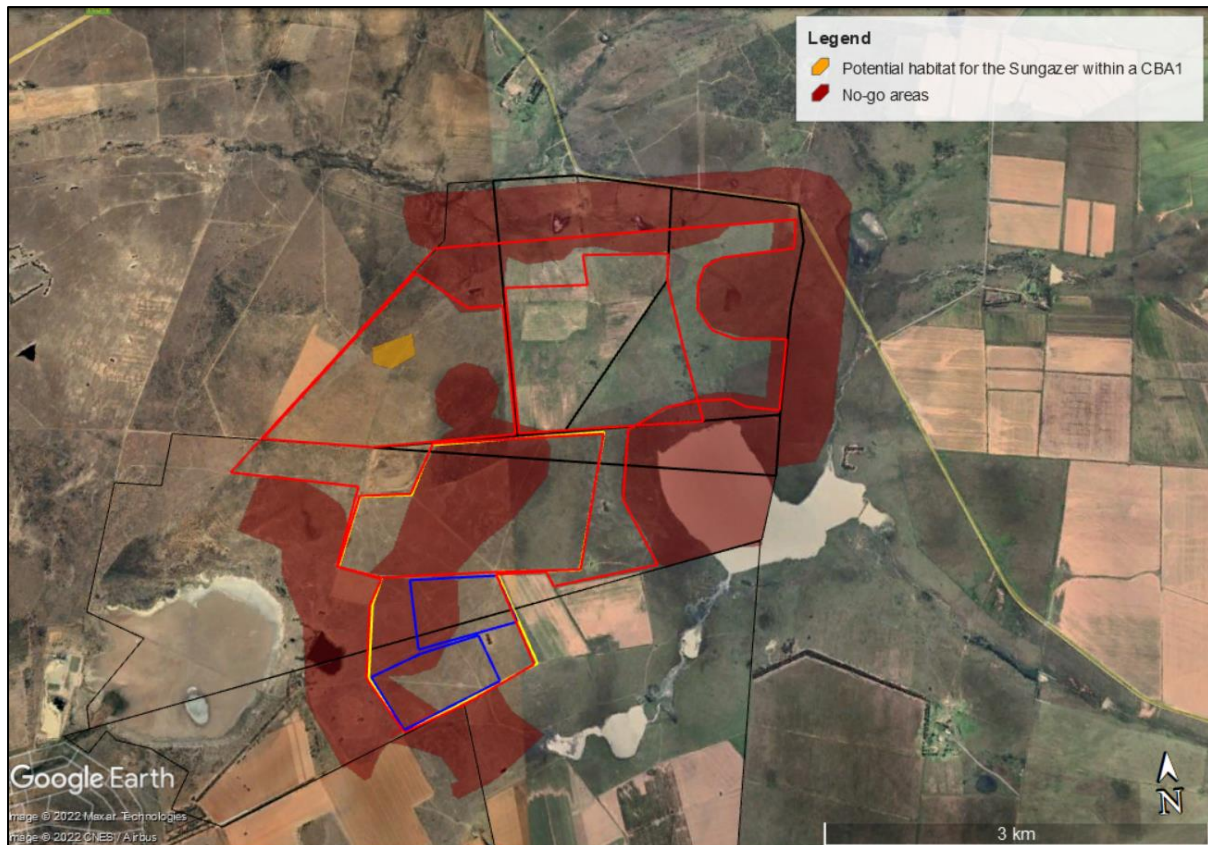 Legend
Potential habitat for the Sungazer within a CBA1
No-go areas
Google Earth
Image © 2022 Maxar Technologies
Image © 2022 CNES / Airbus
N
3 km